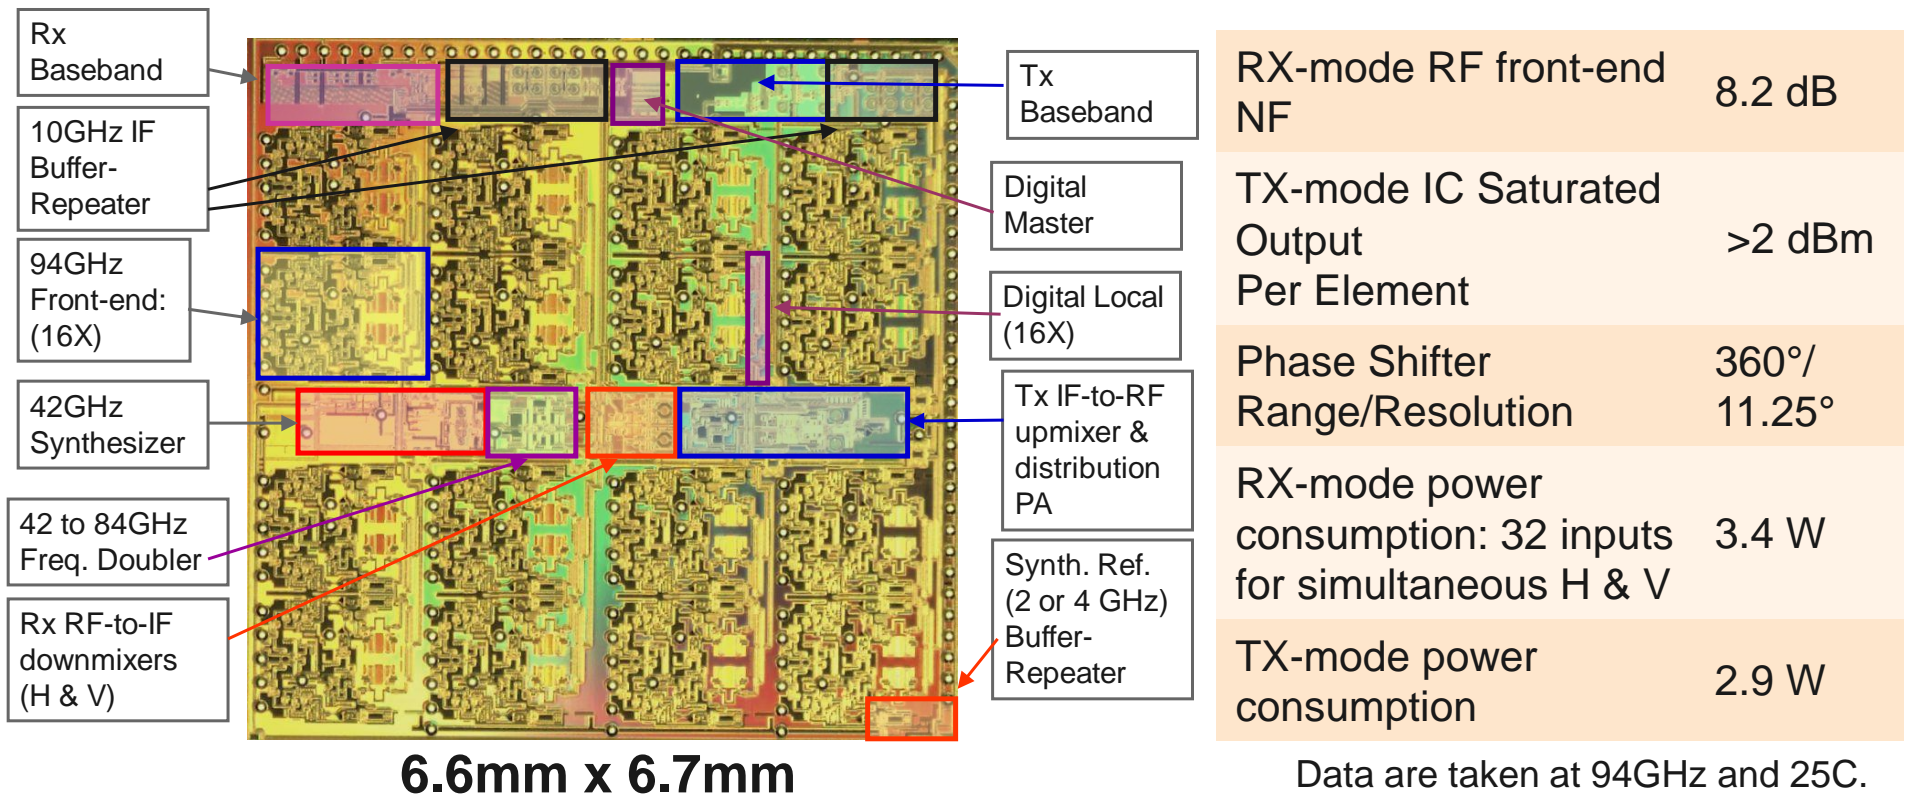 Rx
Baseband
10GHz IF
Buffer-
Repeater
94GHz
Front-end:
(16X)
42GHz
Synthesizer
42 to 84GHz
Freq. Doubler
Rx RF-to-IF
downmixers
(H & V)
Tx
Baseband
Digital
Master
Digital Local
(16X)
Tx IF-to-RF
upmixer &
distribution
PA
Synth. Ref.
(2 or 4 GHz)
Buffer-
Repeater
6.6mm x 6.7mm
RX-mode RF front-end
NF
8.2 dB
TX-mode IC Saturated
Output
Per Element
>2 dBm
Phase Shifter
Range/Resolution
360°/
11.25°
RX-mode power
consumption: 32 inputs
for simultaneous H & V
3.4 W
TX-mode power
consumption
2.9 W
Data are taken at 94GHz and 25C.